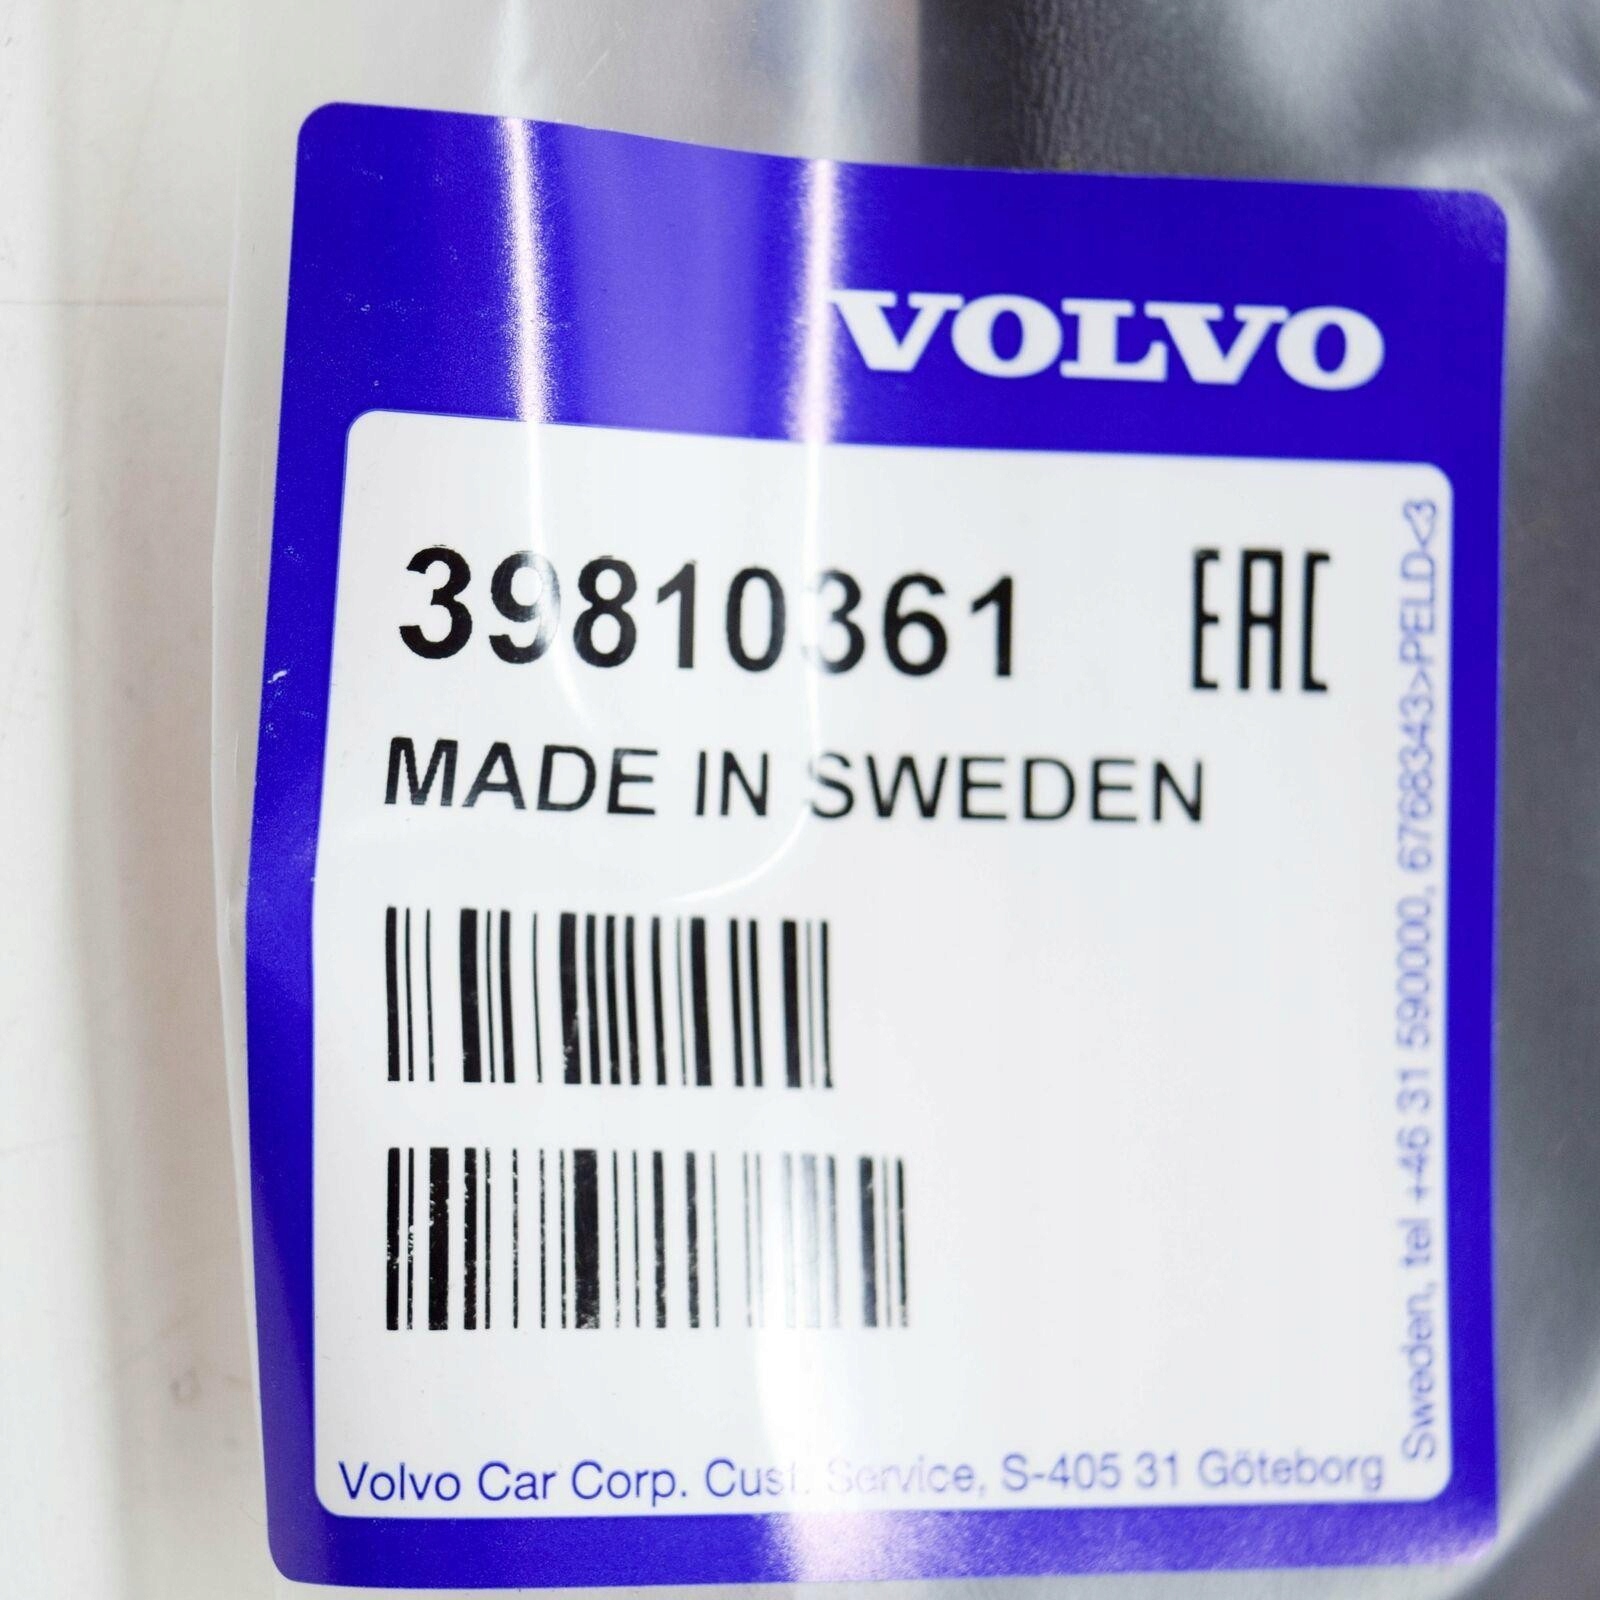 VOLVO
39810361 EAC
MADE IN SWEDEN
Volvo Car Corp. Cust. Service, S-405 31 Göteborg
Sweden, tel +46 31 590000, 6768343>PELD<3